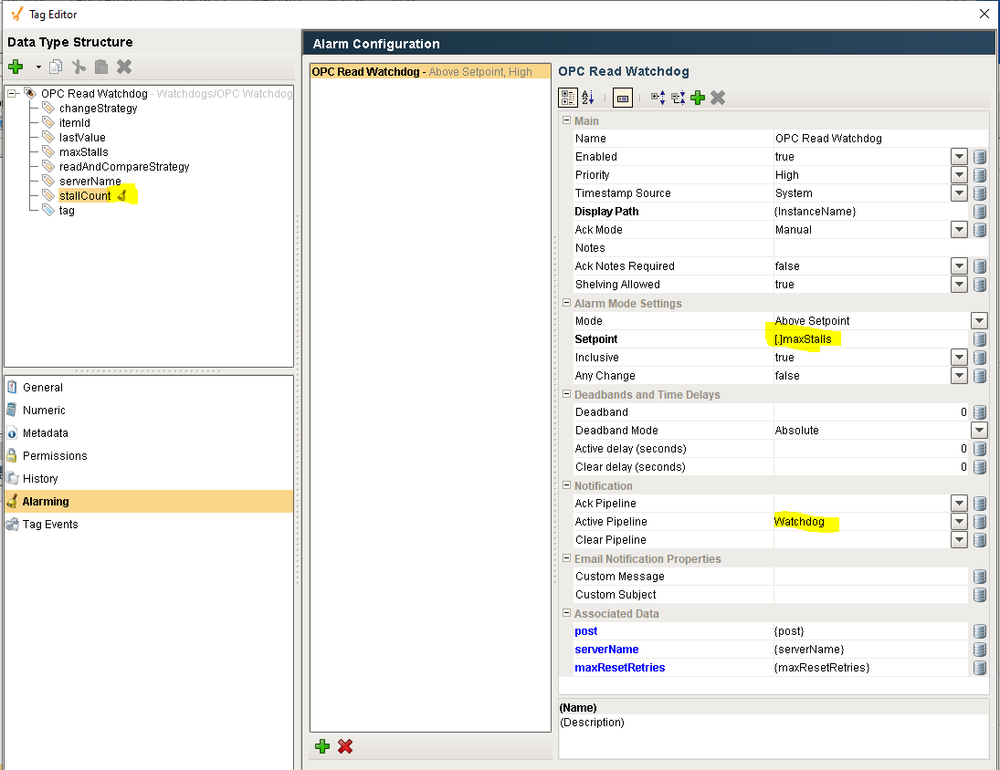 Tag Editor
Data Type Structure
OPC Read Watchdog - Watchdogs/OPC Watchdog
changeStrategy
itemId
lastValue
maxStalls
readAndCompareStrategy
serverName
stallCount
tag
General
Numeric
Metadata
Permissions
History
Alarming
Tag Events
Alarm Configuration
OPC Read Watchdog - Above Setpoint, High
OPC Read Watchdog
Main
Name OPC Read Watchdog
Enabled true
Priority High
Timestamp Source System
Display Path {InstanceName}
Ack Mode Manual
Notes
Ack Notes Required false
Shelving Allowed true
Alarm Mode Settings
Mode Above Setpoint
Setpoint [.]maxStalls
Inclusive true
Any Change false
Deadbands and Time Delays
Deadband 0
Deadband Mode Absolute
Active delay (seconds) 0
Clear delay (seconds) 0
Notification
Ack Pipeline
Active Pipeline Watchdog
Clear Pipeline
Email Notification Properties
Custom Message
Custom Subject
Associated Data
post {post}
serverName {serverName}
maxResetRetries {maxResetRetries}
(Name)
(Description)